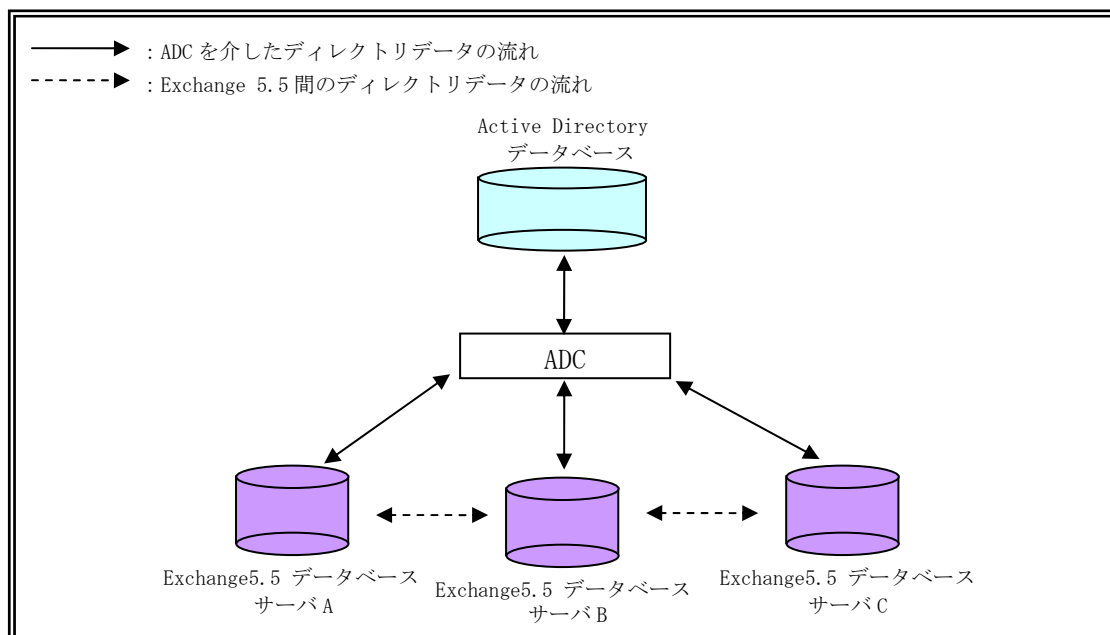 ：ADC を介したディレクトリデータの流れ
：Exchange 5.5 間のディレクトリデータの流れ
Active Directory
データベース
ADC
Exchange5.5 データベース
サーバ A
Exchange5.5 データベース
サーバ B
Exchange5.5 データベース
サーバ C